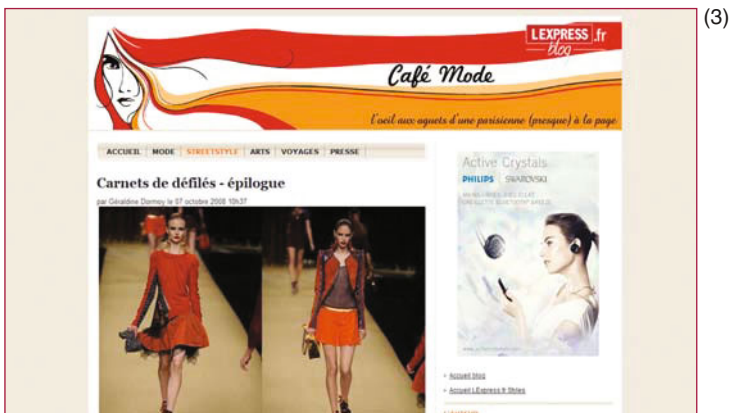 (3)
LEXPRESS.fr
blog
Café Mode
l'oeil aux aguets d'une parisienne (presque) à la page
ACCUEIL MODE STREETSTYLE ARTS VOYAGES PRESSE
Carnets de défilés - épilogue
par Géraldine Dormoy le 07 octobre 2008 10h37
Active Crystals
PHILIPS SWAROVSKI
Accueil blog
Accueil LExpress & Styles